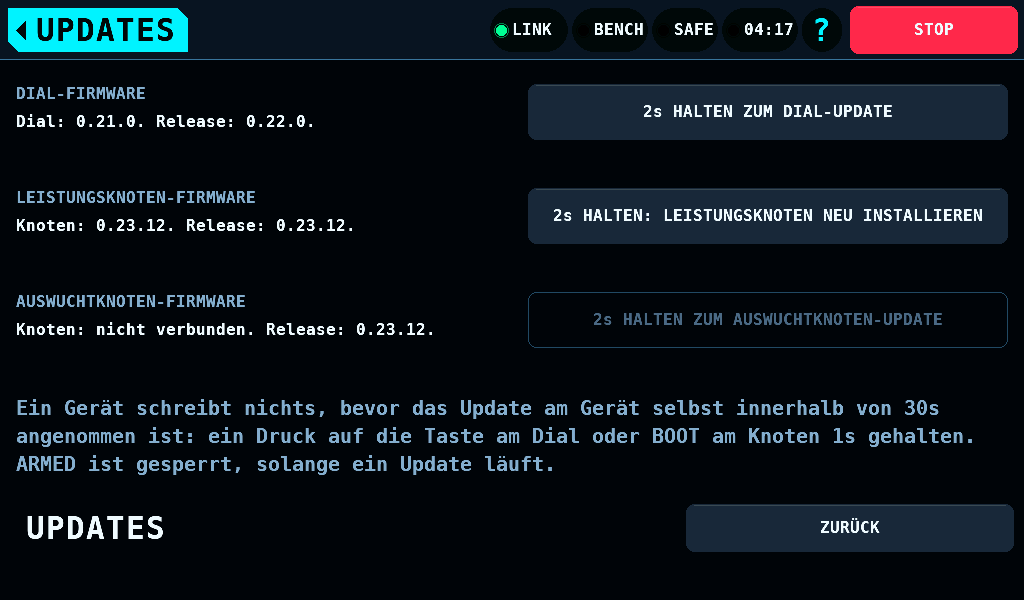 UPDATES
LINK
BENCH
SAFE
04:17
?
STOP
DIAL-FIRMWARE
Dial: 0.21.0. Release: 0.22.0.
2s HALTEN ZUM DIAL-UPDATE
LEISTUNGSKNOTEN-FIRMWARE
Knoten: 0.23.12. Release: 0.23.12.
2s HALTEN: LEISTUNGSKNOTEN NEU INSTALLIEREN
AUSWUCHTKNOTEN-FIRMWARE
Knoten: nicht verbunden. Release: 0.23.12.
2s HALTEN ZUM AUSWUCHTKNOTEN-UPDATE
Ein Gerät schreibt nichts, bevor das Update am Gerät selbst innerhalb von 30s
angenommen ist: ein Druck auf die Taste am Dial oder BOOT am Knoten 1s gehalten.
ARMED ist gesperrt, solange ein Update läuft.
UPDATES
ZURÜCK